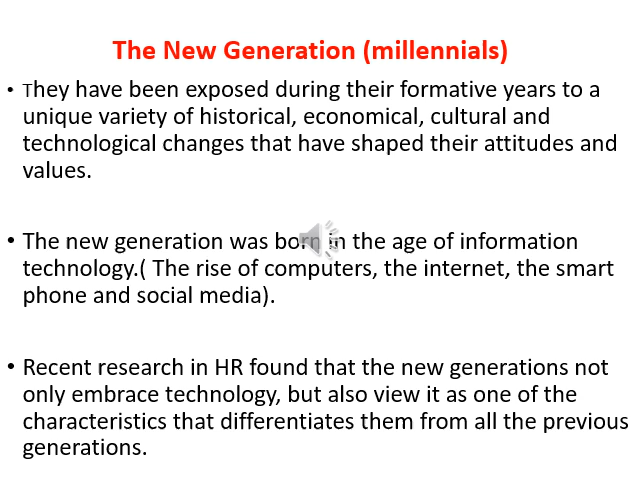 The New Generation (millennials)
• They have been exposed during their formative years to a
unique variety of historical, economical, cultural and
technological changes that have shaped their attitudes and
values.
• The new generation was born in the age of information
technology.( The rise of computers, the internet, the smart
phone and social media).
• Recent research in HR found that the new generations not
only embrace technology, but also view it as one of the
characteristics that differentiates them from all the previous
generations.